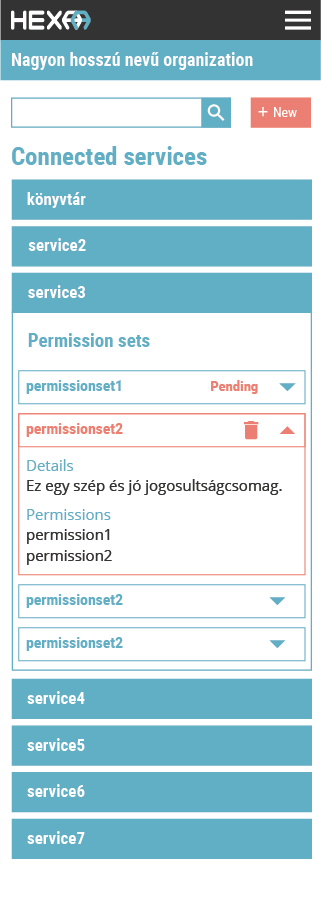 HEXAA
Nagyon hosszú nevű organization
+ New
Connected services
könyvtár
service2
service3
Permission sets
permissionset1 Pending
permissionset2
Details
Ez egy szép és jó jogosultságcsomag.
Permissions
permission1
permission2
permissionset2
permissionset2
service4
service5
service6
service7